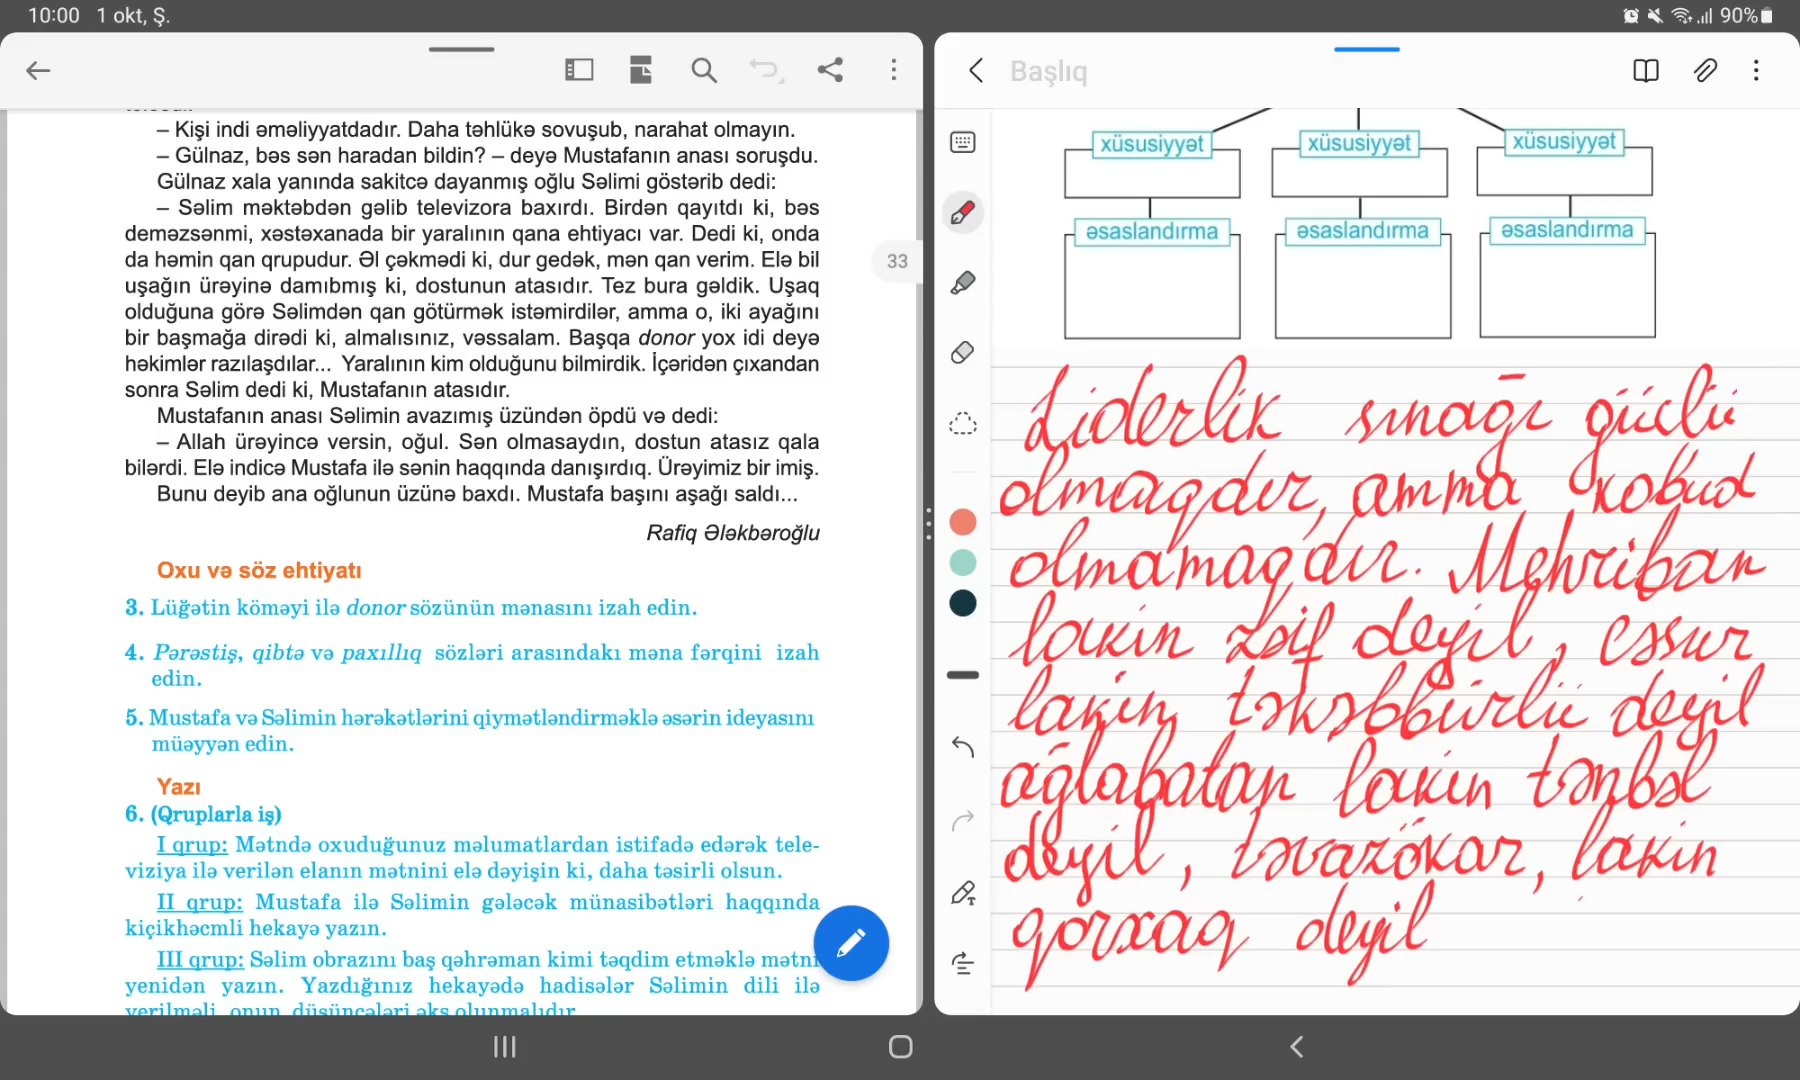 10:00 1 okt, Ş.
90%
– Kişi indi əməliyyatdadır. Daha təhlükə sovuşub, narahat olmayın.
– Gülnaz, bəs sən haradan bildin? – deyə Mustafanın anası soruşdu.
Gülnaz xala yanında sakitcə dayanmış oğlu Səlimi göstərib dedi:
– Səlim məktəbdən gəlib televizora baxırdı. Birdən qayıtdı ki, bəs
deməzsənmi, xəstəxanada bir yaralının qana ehtiyacı var. Dedi ki, onda
da həmin qan qrupudur. Əl çəkmədi ki, dur gedək, mən qan verim. Elə bil
uşağın ürəyinə damıbmış ki, dostunun atasıdır. Tez bura gəldik. Uşaq
olduğuna görə Səlimdən qan götürmək istəmirdilər, amma o, iki ayağını
bir başmağa dirədi ki, almalısınız, vəssalam. Başqa donor yox idi deyə
həkimlər razılaşdılar... Yaralının kim olduğunu bilmirdik. İçəridən çıxandan
sonra Səlim dedi ki, Mustafanın atasıdır.
Mustafanın anası Səlimin avazımış üzündən öpdü və dedi:
– Allah ürəyincə versin, oğul. Sən olmasaydın, dostun atasız qala
bilərdi. Elə indicə Mustafa ilə sənin haqqında danışırdıq. Ürəyimiz bir imiş.
Bunu deyib ana oğlunun üzünə baxdı. Mustafa başını aşağı saldı...
Rafiq Ələkbəroğlu
33
Oxu və söz ehtiyatı
3. Lüğətin köməyi ilə donor sözünün mənasını izah edin.
4. Pərəstiş, qibtə və paxıllıq sözləri arasındakı məna fərqini izah
edin.
5. Mustafa və Səlimin hərəkətlərini qiymətləndirməklə əsərin ideyasını
müəyyən edin.
Yazı
6. (Qruplarla iş)
I qrup: Mətndə oxuduğunuz məlumatlardan istifadə edərək tele-
viziya ilə verilən elanın mətnini elə dəyişin ki, daha təsirli olsun.
II qrup: Mustafa ilə Səlimin gələcək münasibətləri haqqında
kiçikhəcmli hekayə yazın.
III qrup: Səlim obrazını baş qəhrəman kimi təqdim etməklə mətni
yenidən yazın. Yazdığınız hekayədə hadisələr Səlimin dili ilə
verilməli, onun düşüncələri əks olunmalıdır
Başlıq
xüsusiyyət xüsusiyyət xüsusiyyət
əsaslandırma əsaslandırma əsaslandırma
Liderlik sınağı güclü
olmaqdır, amma kobud
olmamaqdır. Mehriban
lakin zəif deyil, cəsur
lakin, təkəbbürlü deyil
ağlabatan lakin tənbəl
deyil, təvazökar, lakin
qorxaq deyil